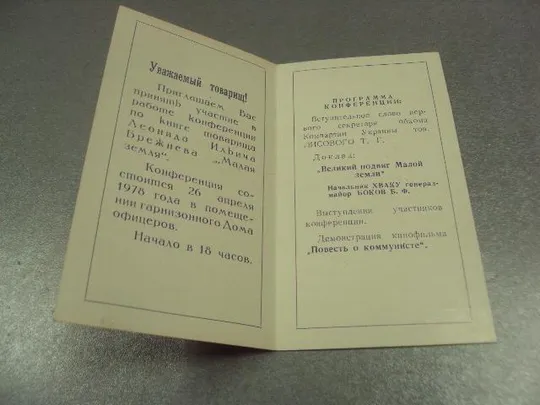 Уважаемый товарищ!
Приглашаем Вас
принять участие в
работе конференции
по книге товарища
Леонида Ильича
Брежнева „Малая
земля“.
Конференция со-
стоится 26 апреля
1978 года в помеще-
нии гарнизонного Дома
офицеров.
Начало в 18 часов.
ПРОГРАММА
КОНФЕРЕНЦИИ:
Вступительное слово пер-
вого секретаря обкома
Компартии Украины тов.
ЛИСОВОГО Т. Г.
Доклад:
„Великий подвиг Малой
земли“
Начальник ХВАКУ генерал-
майор БОКОВ Б. Ф.
Выступления участников
конференции.
Демонстрация кинофильма
„Повесть о коммунисте“.